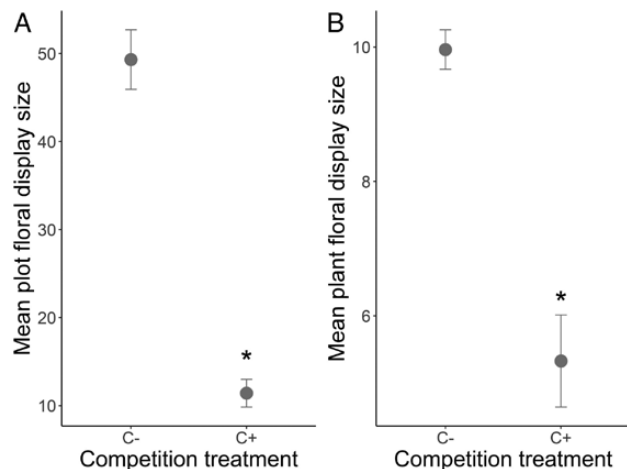 A
Mean plot floral display size
50
40
30
20
10
*
C-
C+
Competition treatment
B
Mean plant floral display size
10
8
6
*
C-
C+
Competition treatment